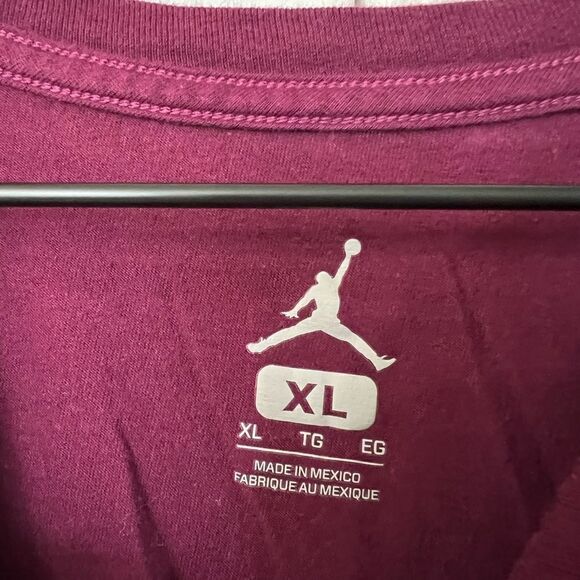 XL
XL TG EG
MADE IN MEXICO
FABRIQUE AU MEXIQUE